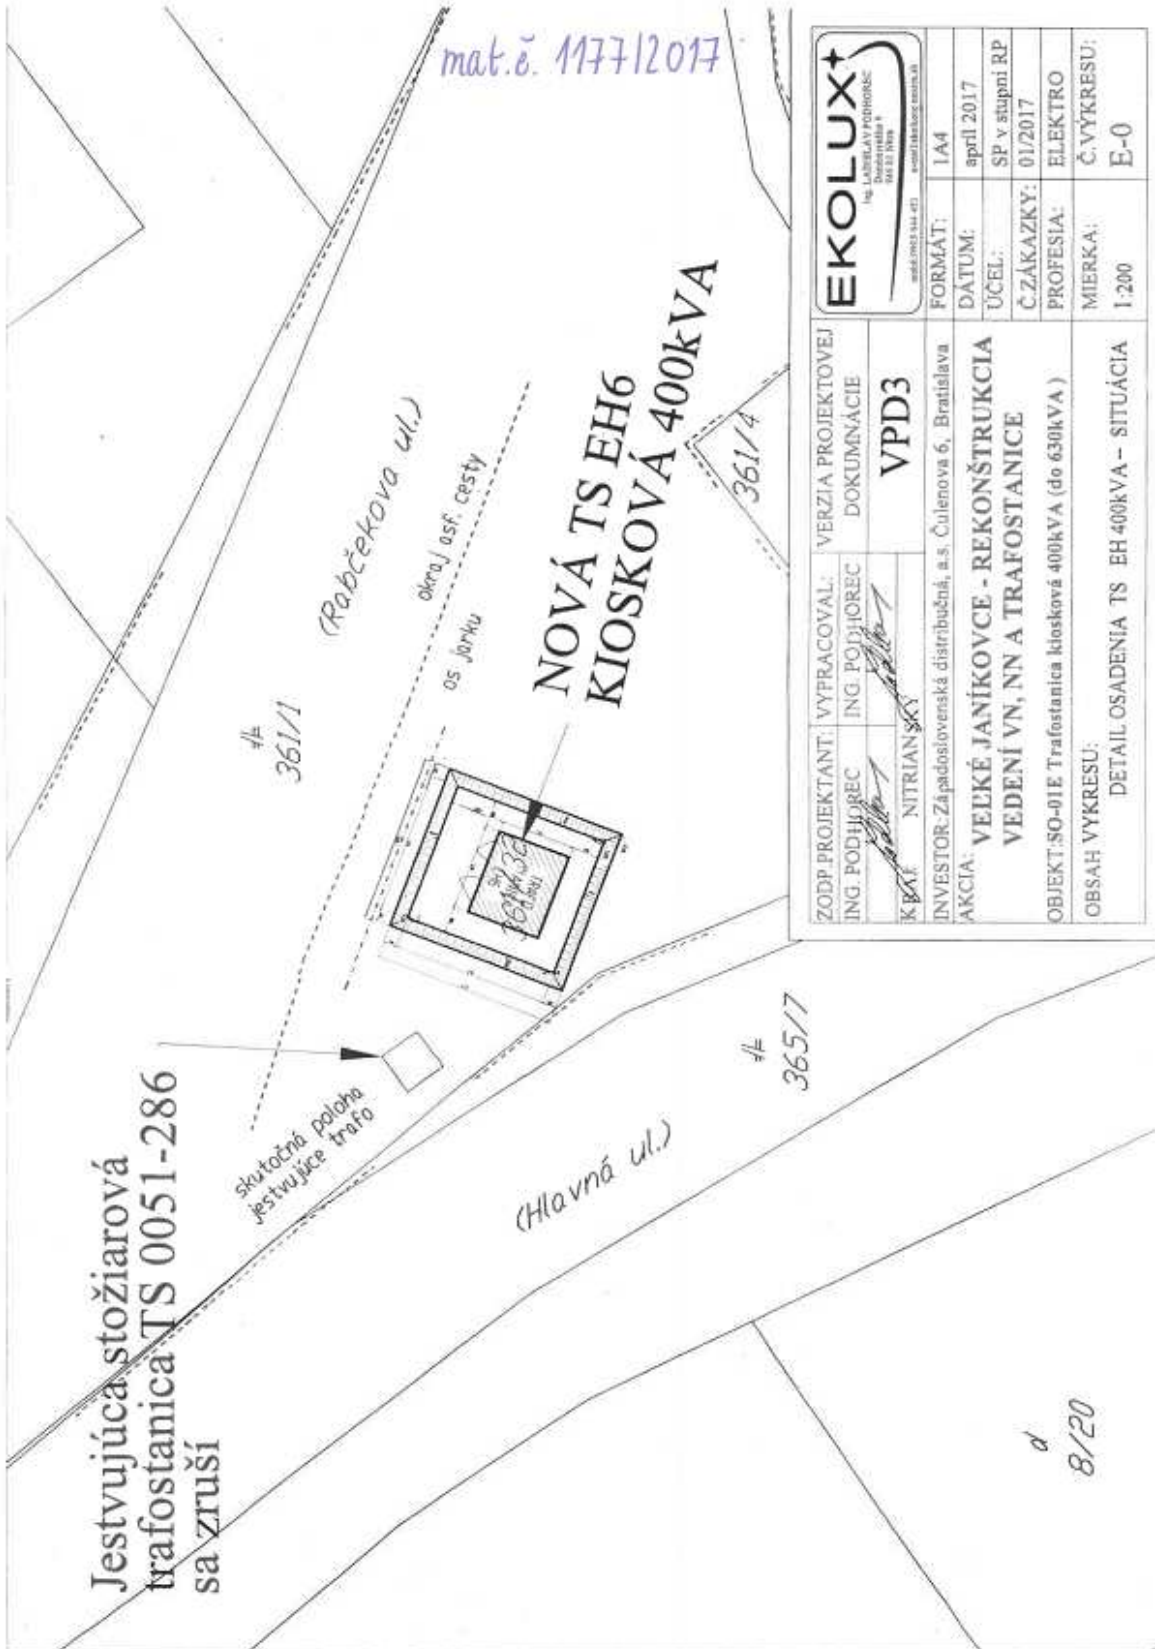 mat.č. 1177/2017
Jestvujúca stožiarová
trafostanica TS 0051-286
sa zruší
skutočná poloha
jestvujúce trafo
361/1
(Rabčekova ul.)
okraj asf. cesty
os jarku
NOVÁ TS EH6
KIOSKOVÁ 400kVA
361/4
(Hlavná ul.)
365/7
d
8/20
ZODP.PROJEKTANT:
ING. PODHOREC
VYPRACOVAL:
ING. PODHOREC
VERZIA PROJEKTOVEJ
DOKUMNÁCIE
VPD3
EKOLUX+
Ing. LADISLAV PODHOREC
KRAJ: NITRIANSKY
INVESTOR: Západoslovenská distribučná, a.s. Čulenova 6, Bratislava
AKCIA: VEĽKÉ JANÍKOVCE - REKONŠTRUKCIA
VEDENÍ VN, NN A TRAFOSTANICE
OBJEKT:SO-01E Trafostanica kiosková 400kVA (do 630kVA )
OBSAH VÝKRESU:
DETAIL OSADENIA TS EH 400kVA – SITUÁCIA
FORMÁT: 1A4
DÁTUM: apríl 2017
ÚČEL: SP v stupni RP
Č.ZÁKAZKY: 01/2017
PROFESIA: ELEKTRO
MIERKA:
1:200
Č.VÝKRESU:
E-0